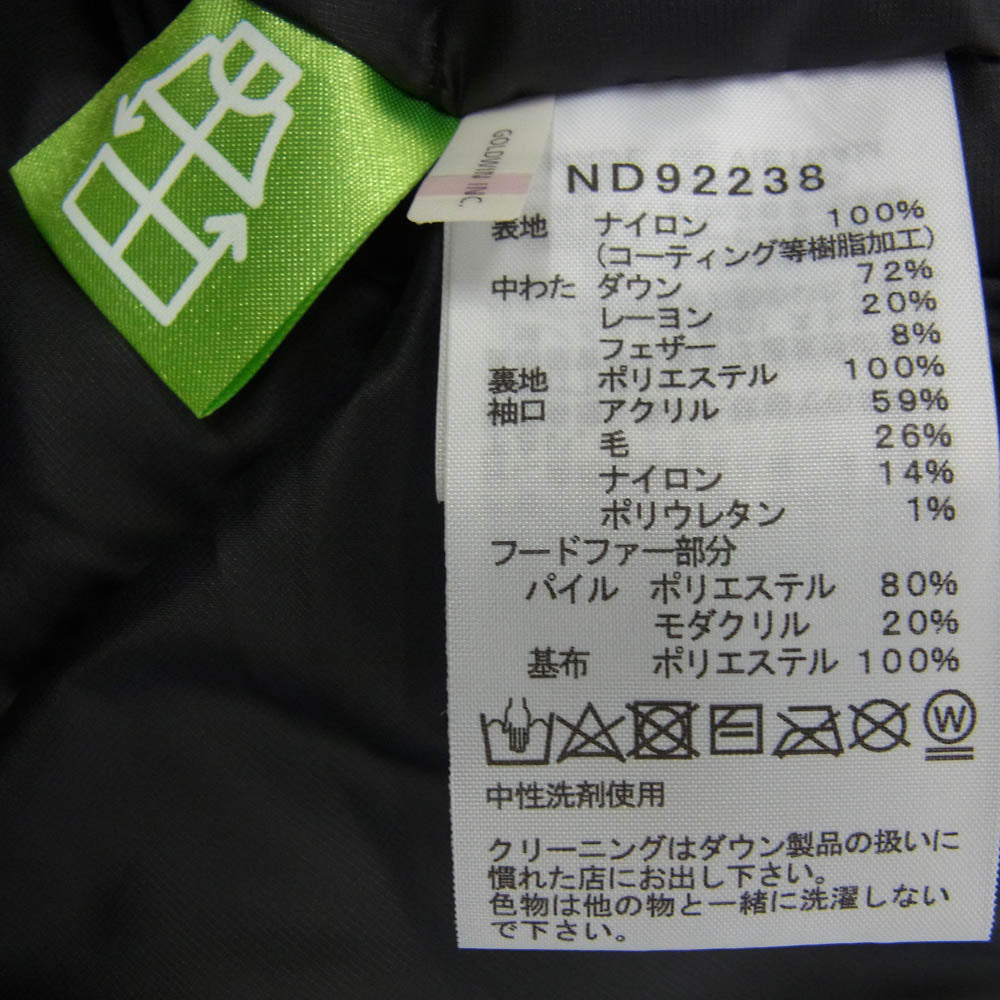 GOLDWIN INC.
ND92238
表地 ナイロン 100%
(コーティング等樹脂加工)
中わた ダウン 72%
レーヨン 20%
フェザー 8%
裏地 ポリエステル 100%
袖口 アクリル 59%
毛 26%
ナイロン 14%
ポリウレタン 1%
フードファー部分
パイル ポリエステル 80%
モダクリル 20%
基布 ポリエステル 100%
W
中性洗剤使用
クリーニングはダウン製品の扱いに
慣れた店にお出し下さい。
色物は他の物と一緒に洗濯しない
で下さい。